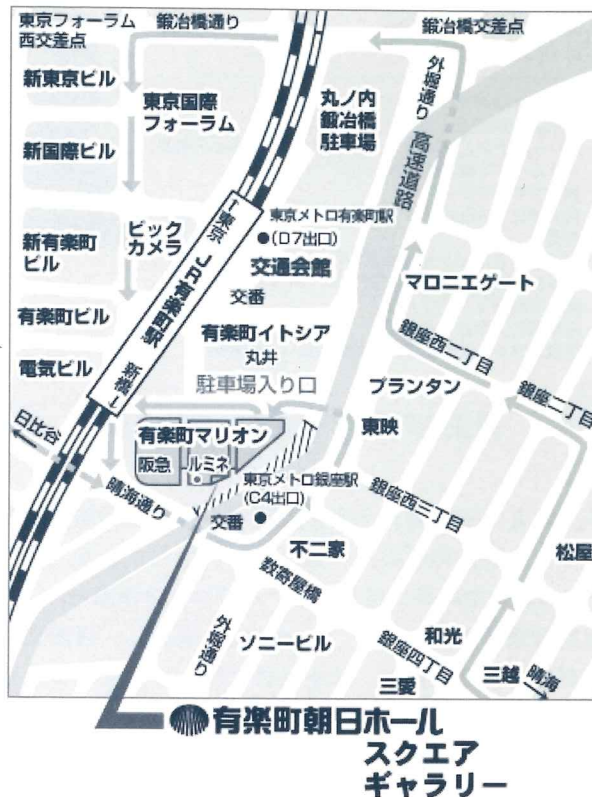 東京フォーラム
西交差点
鍛冶橋通り
鍛冶橋交差点
新東京ビル
東京国際
フォーラム
丸ノ内
鍛冶橋
駐車場
外堀通り
高速道路
新国際ビル
↑東京
JR有楽町駅
新橋↓
東京メトロ有楽町駅
●(D7出口)
新有楽町
ビル
ビック
カメラ
交通会館
マロニエゲート
交番
有楽町ビル
有楽町イトシア
丸井
銀座西二丁目
電気ビル
駐車場入り口
プランタン
銀座二丁目
日比谷
有楽町マリオン
東映
阪急
ルミネ
東京メトロ銀座駅
(C4出口)
晴海通り
交番
銀座西三丁目
不二家
松屋
数寄屋橋
外堀通り
ソニービル
和光
銀座四丁目
三愛
三越
晴海
有楽町朝日ホール
スクエア
ギャラリー